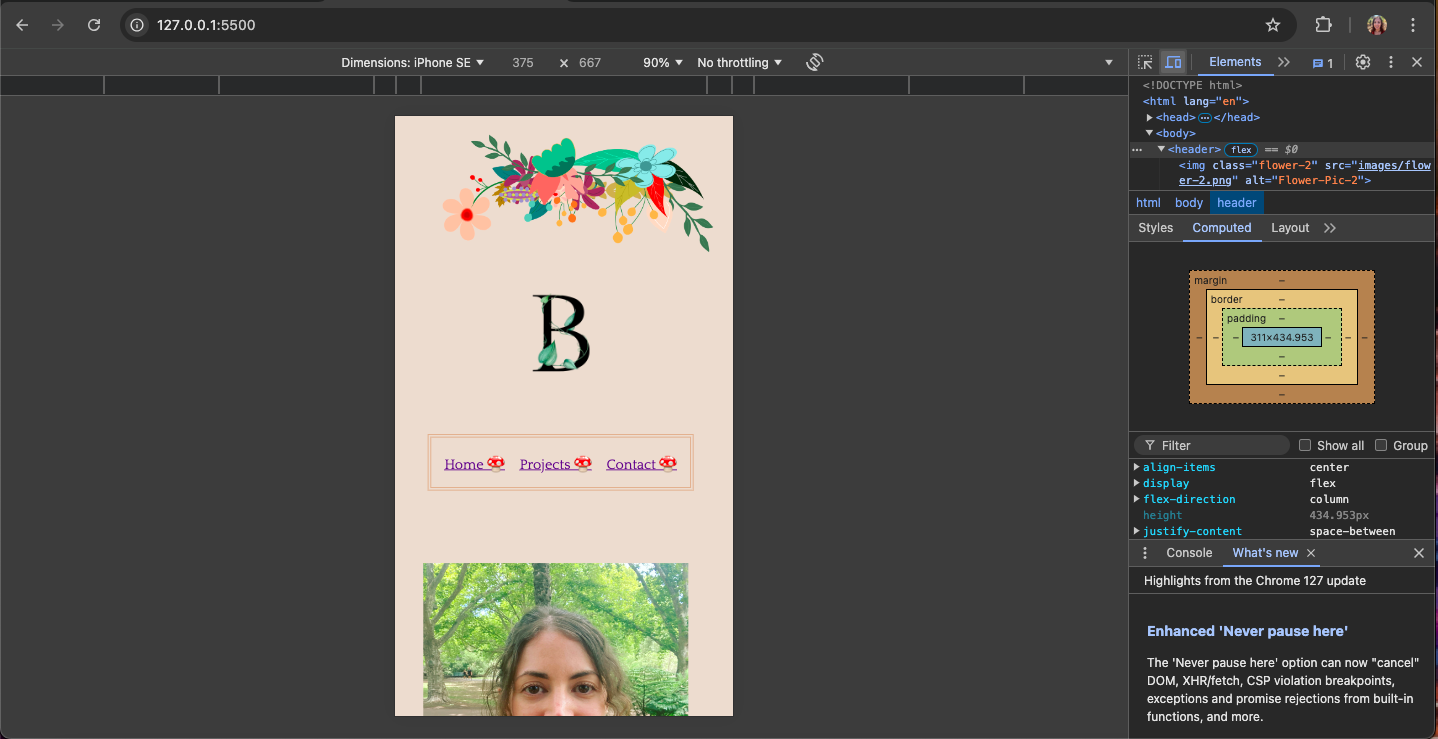 127.0.0.1:5500
Dimensions: iPhone SE 375 × 667 90% No throttling
Elements 1
<!DOCTYPE html>
<html lang="en">
<head> ··· </head>
<body>
··· <header> flex == $0
<img class="flower-2" src="images/flow
er-2.png" alt="Flower-Pic-2">
html body header
Styles Computed Layout
margin –
border –
padding –
– – – 311×434.953 – – –
–
–
–
Filter Show all Group
align-items center
display flex
flex-direction column
height 434.953px
justify-content space-between
Console What's new
Highlights from the Chrome 127 update
Enhanced 'Never pause here'
The 'Never pause here' option can now "cancel"
DOM, XHR/fetch, CSP violation breakpoints,
exceptions and promise rejections from built-in
functions, and more.
B
Home Projects Contact